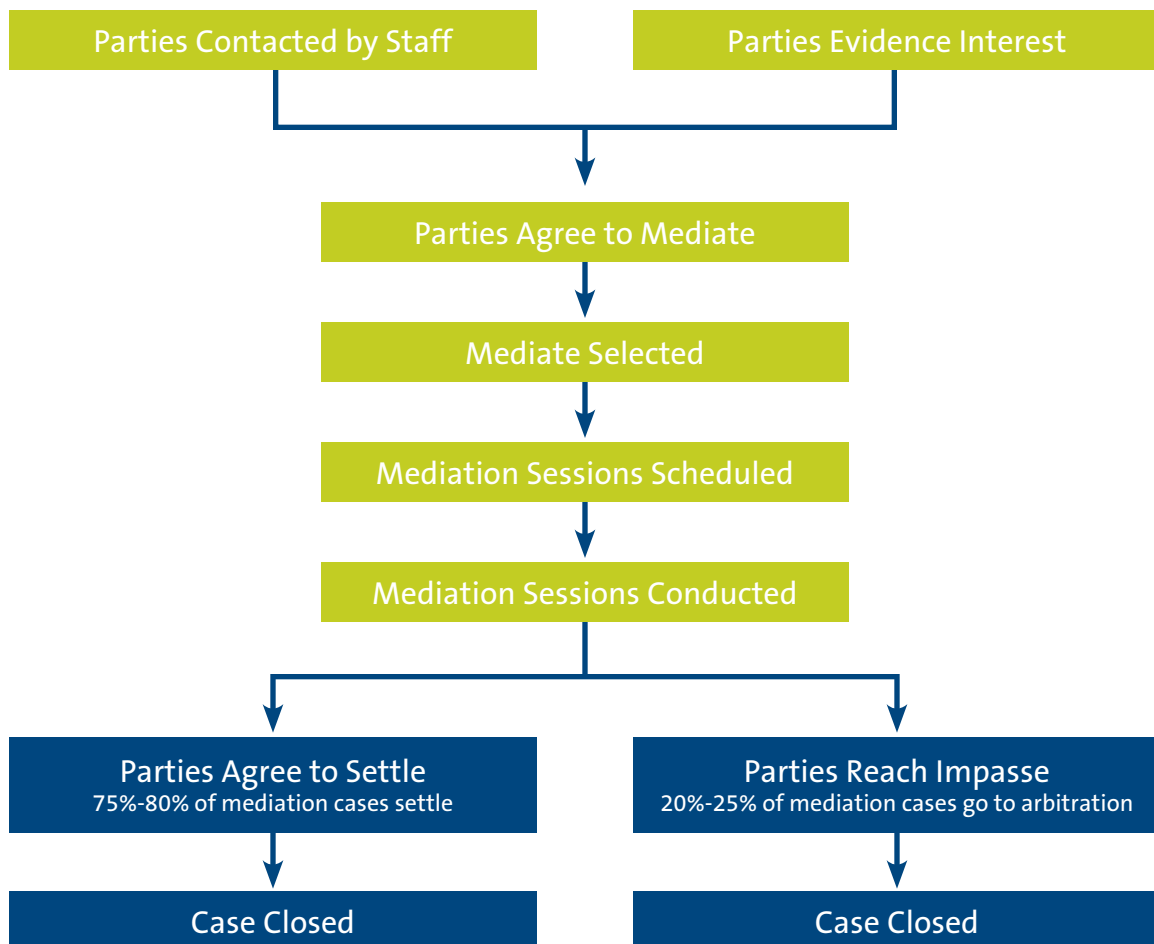 Parties Contacted by Staff
Parties Evidence Interest
Parties Agree to Mediate
Mediate Selected
Mediation Sessions Scheduled
Mediation Sessions Conducted
Parties Agree to Settle
75%-80% of mediation cases settle
Parties Reach Impasse
20%-25% of mediation cases go to arbitration
Case Closed
Case Closed